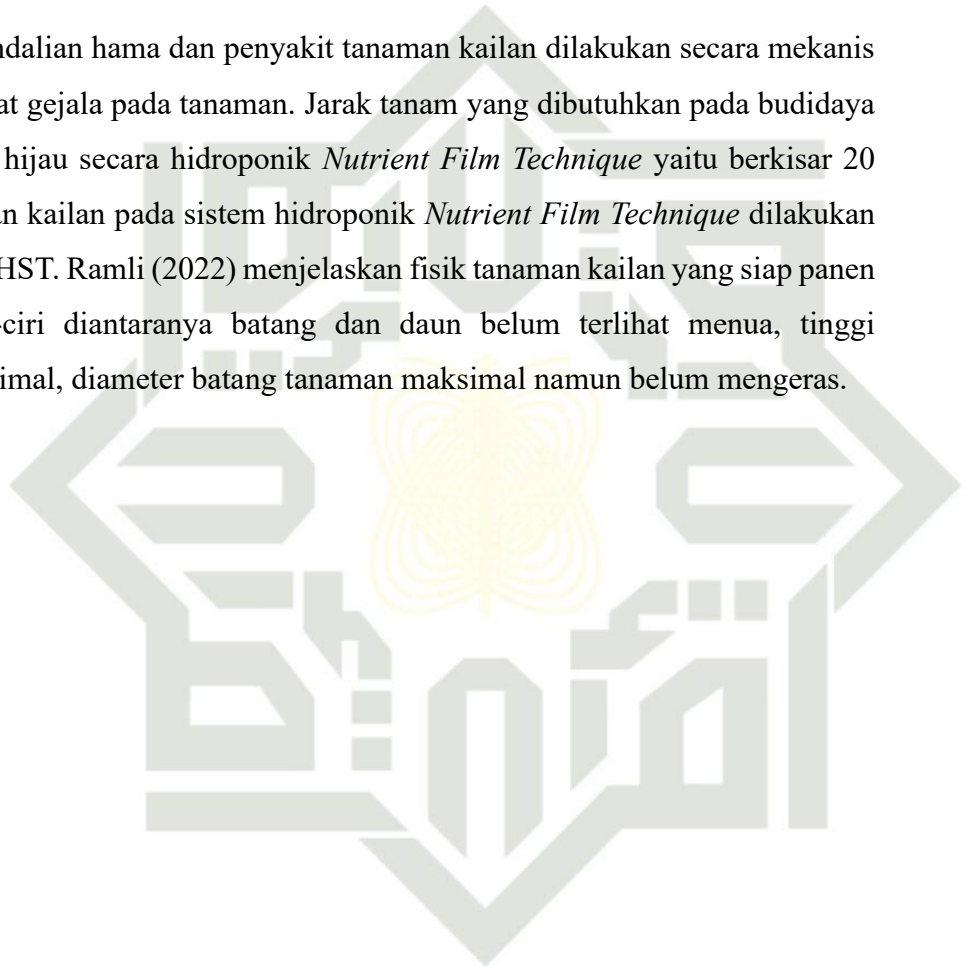 ndalian hama dan penyakit tanaman kailan dilakukan secara mekanis
at gejala pada tanaman. Jarak tanam yang dibutuhkan pada budidaya
hijau secara hidroponik Nutrient Film Technique yaitu berkisar 20
an kailan pada sistem hidroponik Nutrient Film Technique dilakukan
HST. Ramli (2022) menjelaskan fisik tanaman kailan yang siap panen
-ciri diantaranya batang dan daun belum terlihat menua, tinggi
imal, diameter batang tanaman maksimal namun belum mengeras.